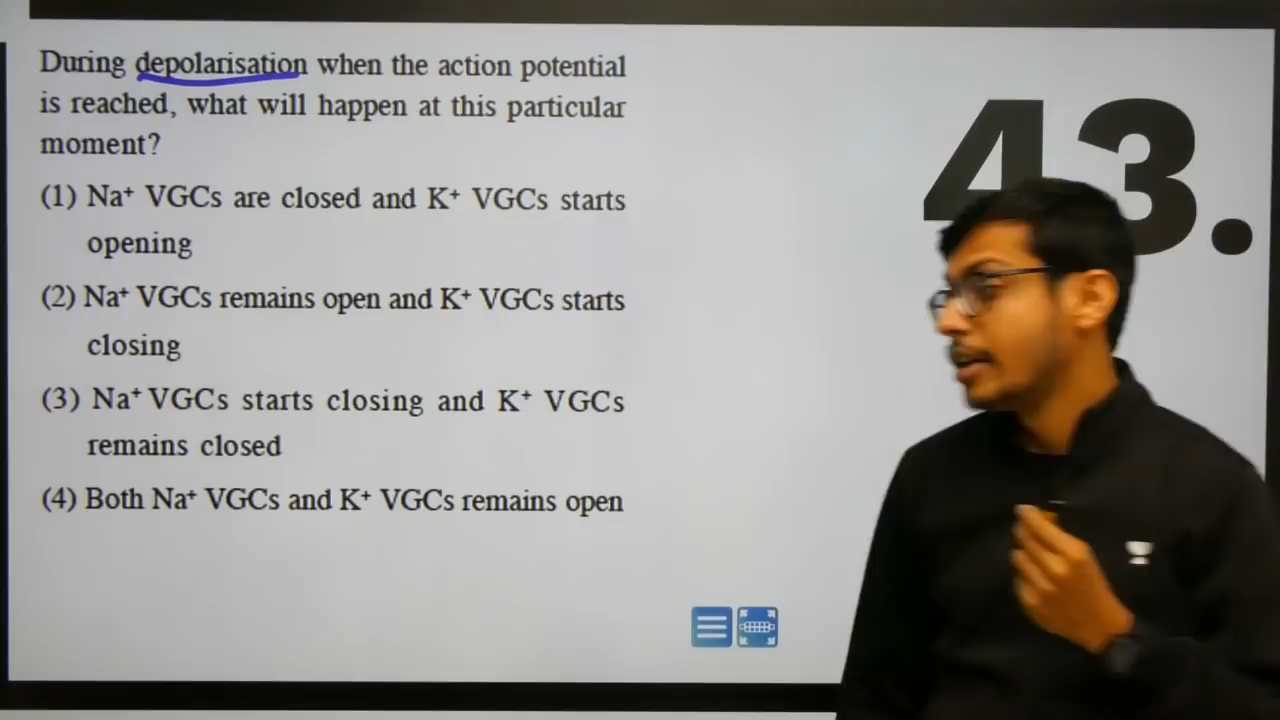 During depolarisation when the action potential
is reached, what will happen at this particular
moment?
(1) Na⁺ VGCs are closed and K⁺ VGCs starts
opening
(2) Na⁺ VGCs remains open and K⁺ VGCs starts
closing
(3) Na⁺ VGCs starts closing and K⁺ VGCs
remains closed
(4) Both Na⁺ VGCs and K⁺ VGCs remains open
43.